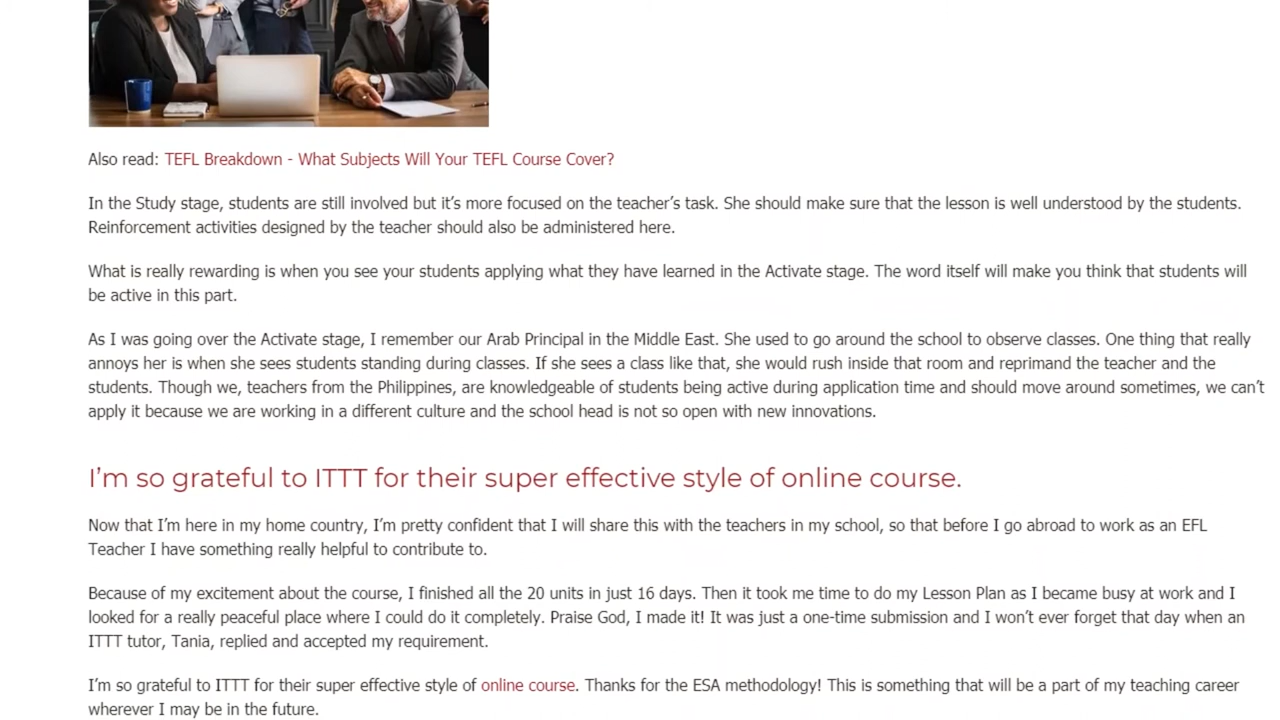 Also read: TEFL Breakdown - What Subjects Will Your TEFL Course Cover?
In the Study stage, students are still involved but it's more focused on the teacher's task. She should make sure that the lesson is well understood by the students.
Reinforcement activities designed by the teacher should also be administered here.
What is really rewarding is when you see your students applying what they have learned in the Activate stage. The word itself will make you think that students will
be active in this part.
As I was going over the Activate stage, I remember our Arab Principal in the Middle East. She used to go around the school to observe classes. One thing that really
annoys her is when she sees students standing during classes. If she sees a class like that, she would rush inside that room and reprimand the teacher and the
students. Though we, teachers from the Philippines, are knowledgeable of students being active during application time and should move around sometimes, we can't
apply it because we are working in a different culture and the school head is not so open with new innovations.
I'm so grateful to ITTT for their super effective style of online course.
Now that I'm here in my home country, I'm pretty confident that I will share this with the teachers in my school, so that before I go abroad to work as an EFL
Teacher I have something really helpful to contribute to.
Because of my excitement about the course, I finished all the 20 units in just 16 days. Then it took me time to do my Lesson Plan as I became busy at work and I
looked for a really peaceful place where I could do it completely. Praise God, I made it! It was just a one-time submission and I won't ever forget that day when an
ITTT tutor, Tania, replied and accepted my requirement.
I'm so grateful to ITTT for their super effective style of online course. Thanks for the ESA methodology! This is something that will be a part of my teaching career
wherever I may be in the future.